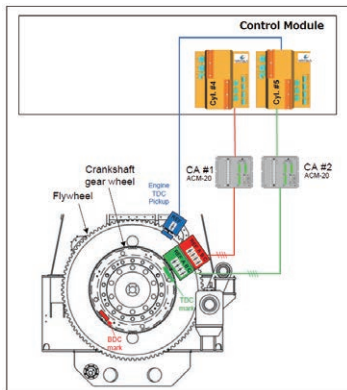 Control Module
Cyl. #4
Cyl. #5
CA #1
ACM-20
CA #2
ACM-20
Crankshaft
gear wheel
Engine
TDC
Pickup
Flywheel
TDC
mark
BDC
mark